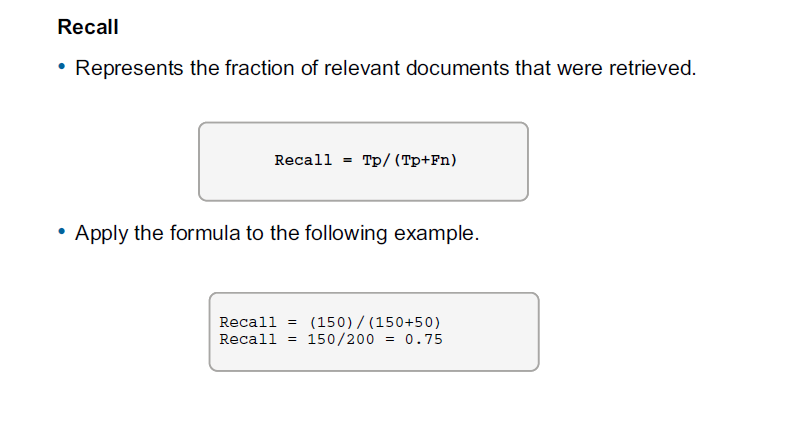 Recall
• Represents the fraction of relevant documents that were retrieved.
Recall = Tp/(Tp+Fn)
• Apply the formula to the following example.
Recall = (150)/(150+50)
Recall = 150/200 = 0.75